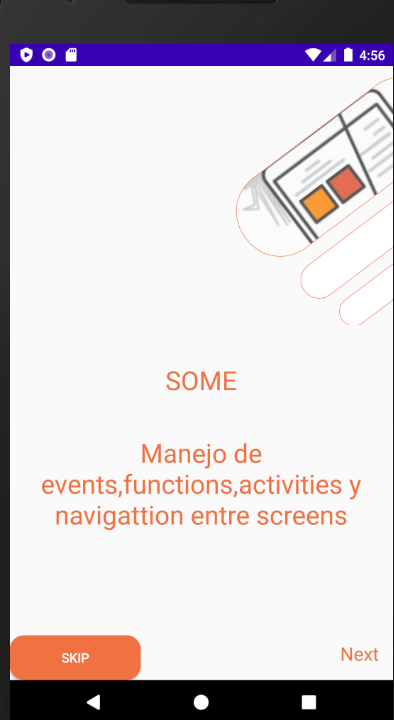 4:56
SOME
Manejo de
events,functions,activities y
navigattion entre screens
SKIP
Next